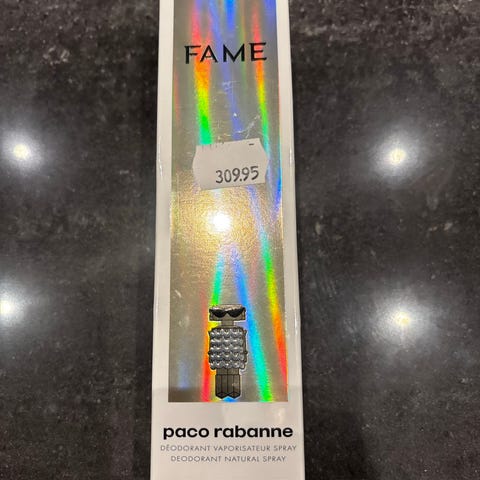 FAME
309.95
paco rabanne
DÉODORANT VAPORISATEUR SPRAY
DEODORANT NATURAL SPRAY